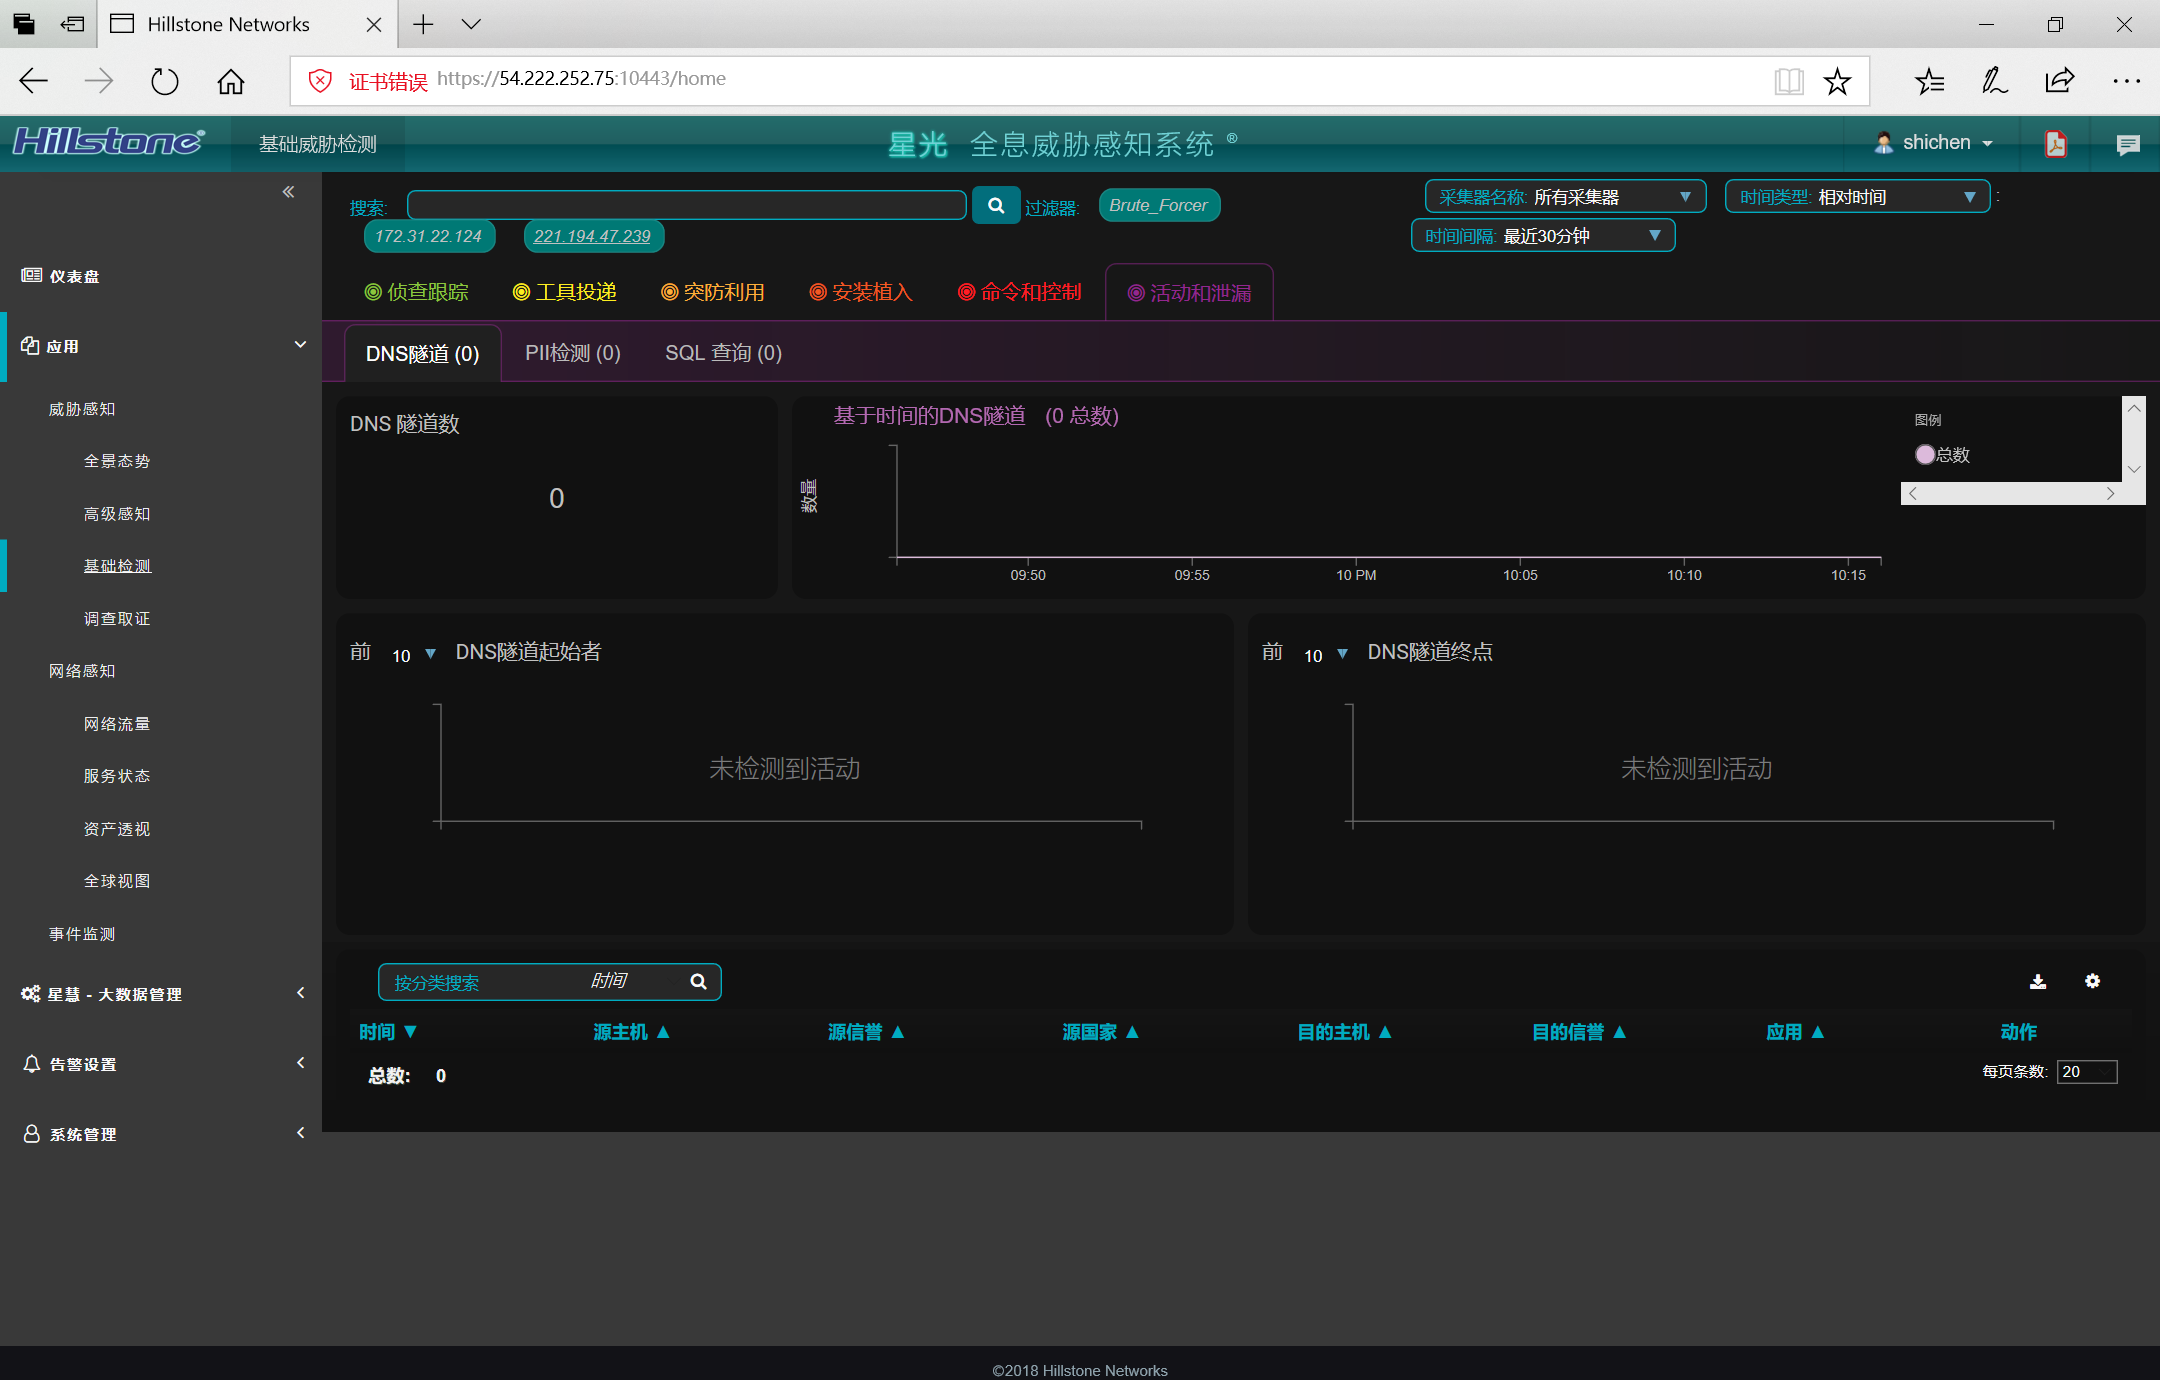 Hillstone Networks
证书错误 https://54.222.252.75:10443/home
Hillstone® 基础威胁检测 星光 全息威胁感知系统 ® shichen
搜索: 过滤器: Brute_Forcer 采集器名称: 所有采集器 时间类型: 相对时间 :
172.31.22.124 221.194.47.239 时间间隔: 最近30分钟
侦查跟踪 工具投递 突防利用 安装植入 命令和控制 活动和泄漏
DNS隧道 (0) PII检测 (0) SQL 查询 (0)
仪表盘
应用
威胁感知
全景态势
高级感知
基础检测
调查取证
网络感知
网络流量
服务状态
资产透视
全球视图
事件监测
星慧 - 大数据管理
告警设置
系统管理
DNS 隧道数
0
基于时间的DNS隧道 (0 总数)
数量
09:50 09:55 10 PM 10:05 10:10 10:15
图例
总数
前 10 DNS隧道起始者
未检测到活动
前 10 DNS隧道终点
未检测到活动
按分类搜索 时间
时间 ▼ 源主机 ▲ 源信誉 ▲ 源国家 ▲ 目的主机 ▲ 目的信誉 ▲ 应用 ▲ 动作
总数: 0 每页条数: 20
©2018 Hillstone Networks